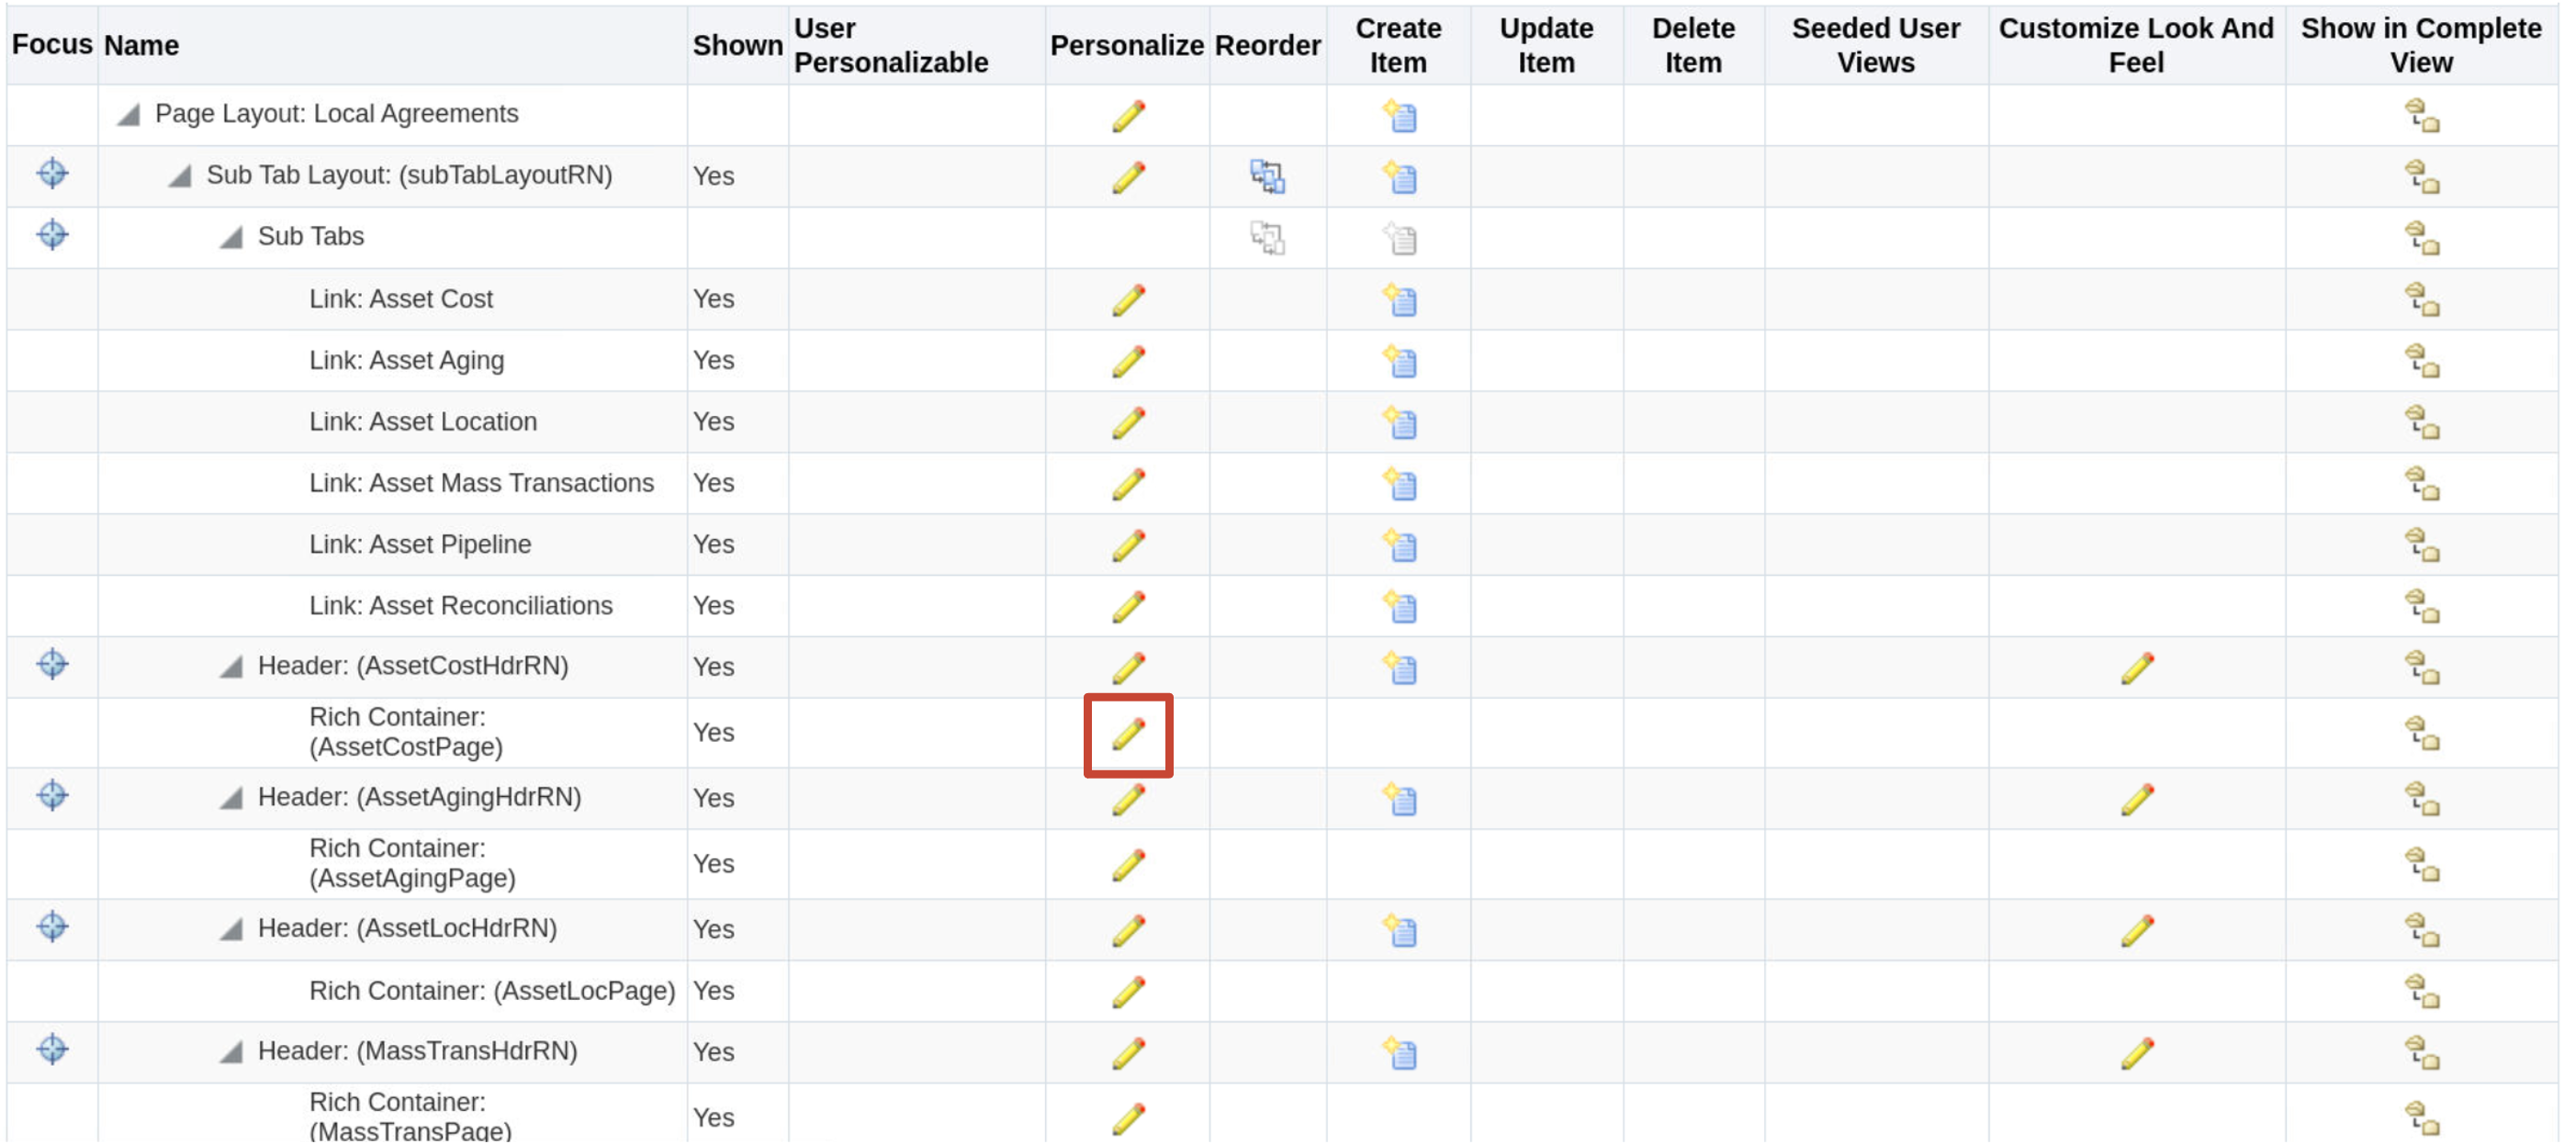 Focus Name Shown User Personalizable Personalize Reorder Create Item Update Item Delete Item Seeded User Views Customize Look And Feel Show in Complete View
Page Layout: Local Agreements
Sub Tab Layout: (subTabLayoutRN) Yes
Sub Tabs
Link: Asset Cost Yes
Link: Asset Aging Yes
Link: Asset Location Yes
Link: Asset Mass Transactions Yes
Link: Asset Pipeline Yes
Link: Asset Reconciliations Yes
Header: (AssetCostHdrRN) Yes
Rich Container:
(AssetCostPage) Yes
Header: (AssetAgingHdrRN) Yes
Rich Container:
(AssetAgingPage) Yes
Header: (AssetLocHdrRN) Yes
Rich Container: (AssetLocPage) Yes
Header: (MassTransHdrRN) Yes
Rich Container:
(MassTransPage) Yes